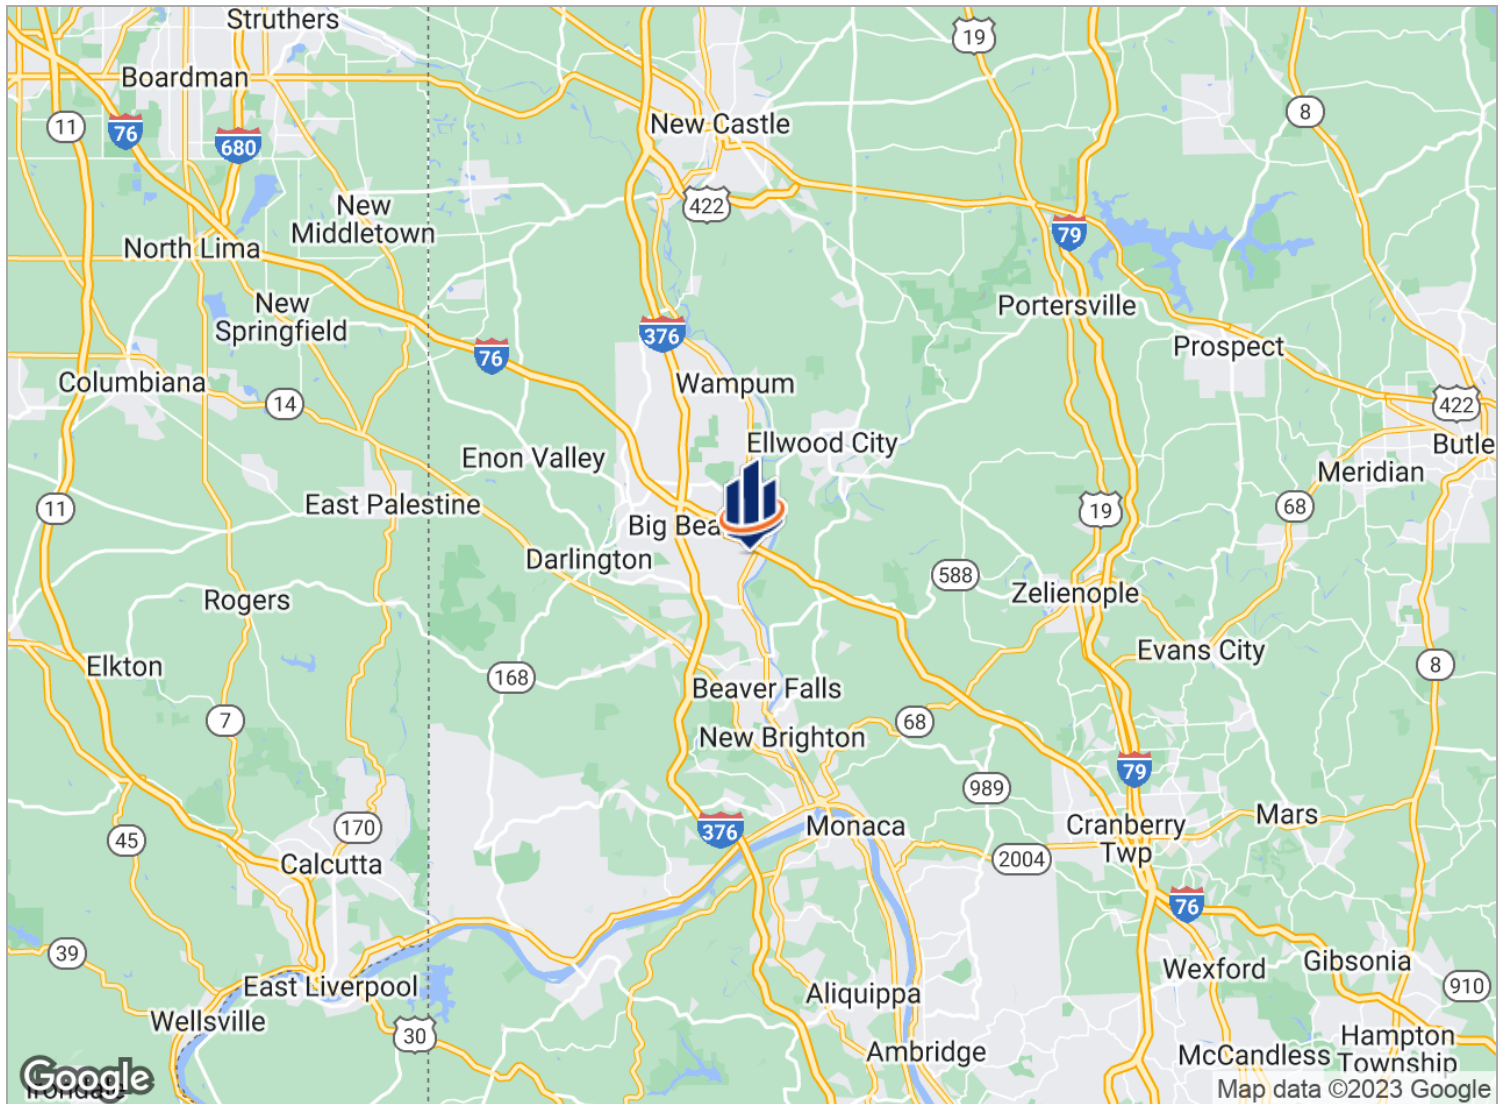 Struthers
19
Boardman
11
76
680
8
New Castle
422
New
Middletown
79
North Lima
New
Springfield
Portersville
376
76
Prospect
Columbiana
14
Wampum
422
Ellwood City
Butle
Enon Valley
Meridian
East Palestine
11
19
68
Big Bea
Darlington
588
Zelienople
Rogers
Evans City
Elkton
8
168
Beaver Falls
7
68
New Brighton
79
989
Mars
376
Monaca
Cranberry
Twp
170
45
2004
Calcutta
76
39
Wexford
Gibsonia
910
East Liverpool
Aliquippa
Wellsville
30
Ambridge
McCandless
Hampton
Township
Google
Map data ©2023 Google